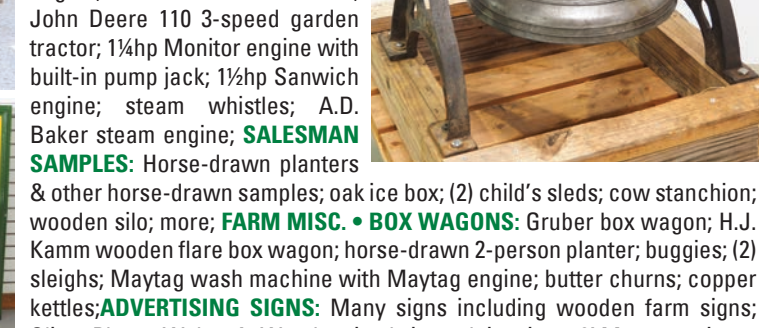 John Deere 110 3-speed garden
tractor; 1¼hp Monitor engine with
built-in pump jack; 1½hp Sanwich
engine; steam whistles; A.D.
Baker steam engine; SALESMAN
SAMPLES: Horse-drawn planters
& other horse-drawn samples; oak ice box; (2) child's sleds; cow stanchion;
wooden silo; more; FARM MISC. • BOX WAGONS: Gruber box wagon; H.J.
Kamm wooden flare box wagon; horse-drawn 2-person planter; buggies; (2)
sleighs; Maytag wash machine with Maytag engine; butter churns; copper
kettles;ADVERTISING SIGNS: Many signs including wooden farm signs;